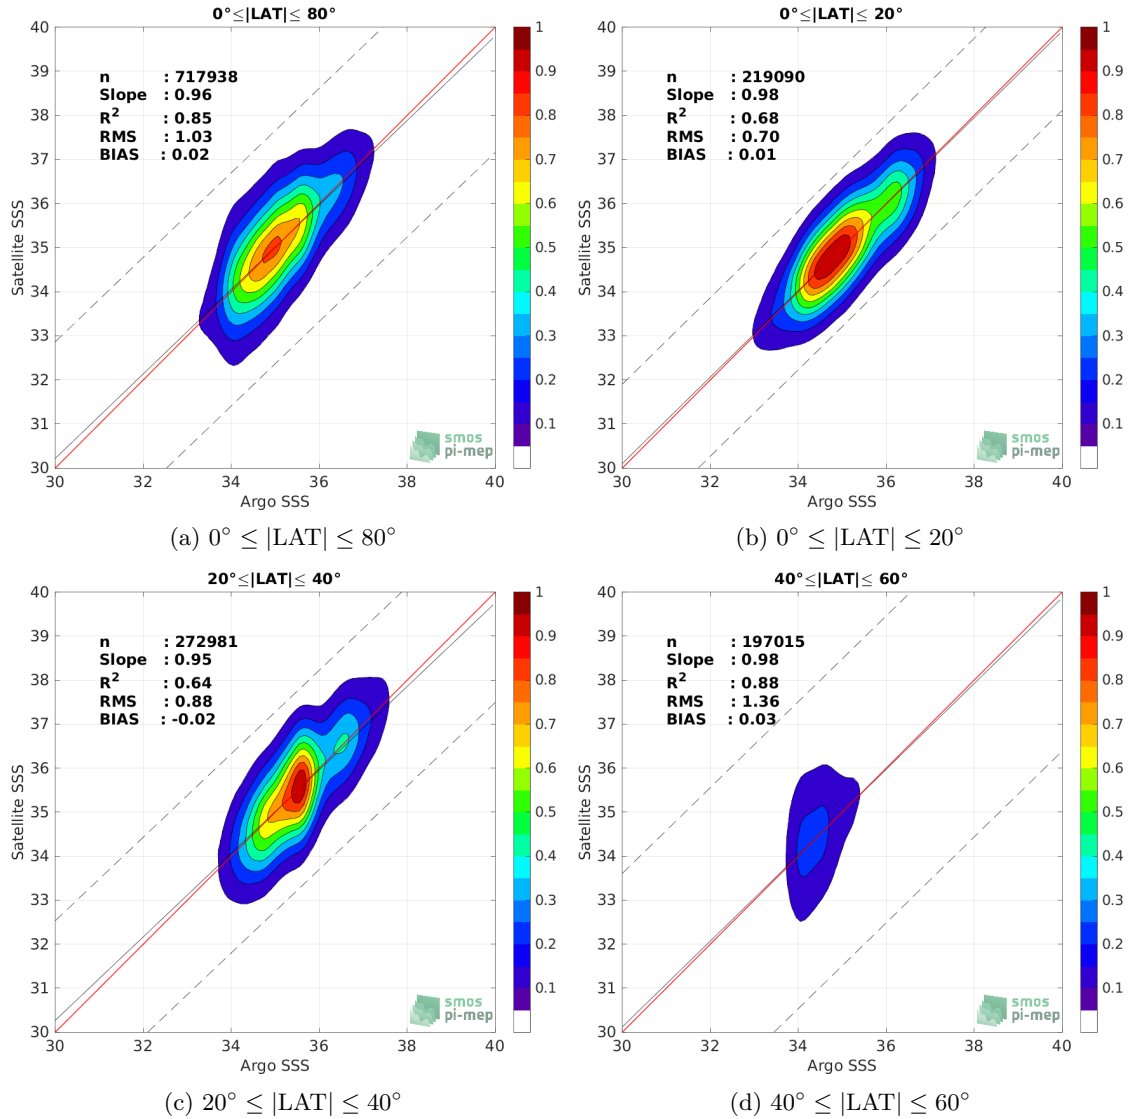 0°≤|LAT|≤ 80°
n : 717938
Slope : 0.96
R² : 0.85
RMS : 1.03
BIAS : 0.02
40
39
38
37
36
35
34
33
32
31
30
Satellite SSS
30 32 34 36 38 40
Argo SSS
1
0.9
0.8
0.7
0.6
0.5
0.4
0.3
0.2
0.1
smos
pi-mep
(a) 0° ≤ |LAT| ≤ 80°
0°≤|LAT|≤ 20°
n : 219090
Slope : 0.98
R² : 0.68
RMS : 0.70
BIAS : 0.01
40
39
38
37
36
35
34
33
32
31
30
Satellite SSS
30 32 34 36 38 40
Argo SSS
1
0.9
0.8
0.7
0.6
0.5
0.4
0.3
0.2
0.1
smos
pi-mep
(b) 0° ≤ |LAT| ≤ 20°
20°≤|LAT|≤ 40°
n : 272981
Slope : 0.95
R² : 0.64
RMS : 0.88
BIAS : -0.02
40
39
38
37
36
35
34
33
32
31
30
Satellite SSS
30 32 34 36 38 40
Argo SSS
1
0.9
0.8
0.7
0.6
0.5
0.4
0.3
0.2
0.1
smos
pi-mep
(c) 20° ≤ |LAT| ≤ 40°
40°≤|LAT|≤ 60°
n : 197015
Slope : 0.98
R² : 0.88
RMS : 1.36
BIAS : 0.03
40
39
38
37
36
35
34
33
32
31
30
Satellite SSS
30 32 34 36 38 40
Argo SSS
1
0.9
0.8
0.7
0.6
0.5
0.4
0.3
0.2
0.1
smos
pi-mep
(d) 40° ≤ |LAT| ≤ 60°